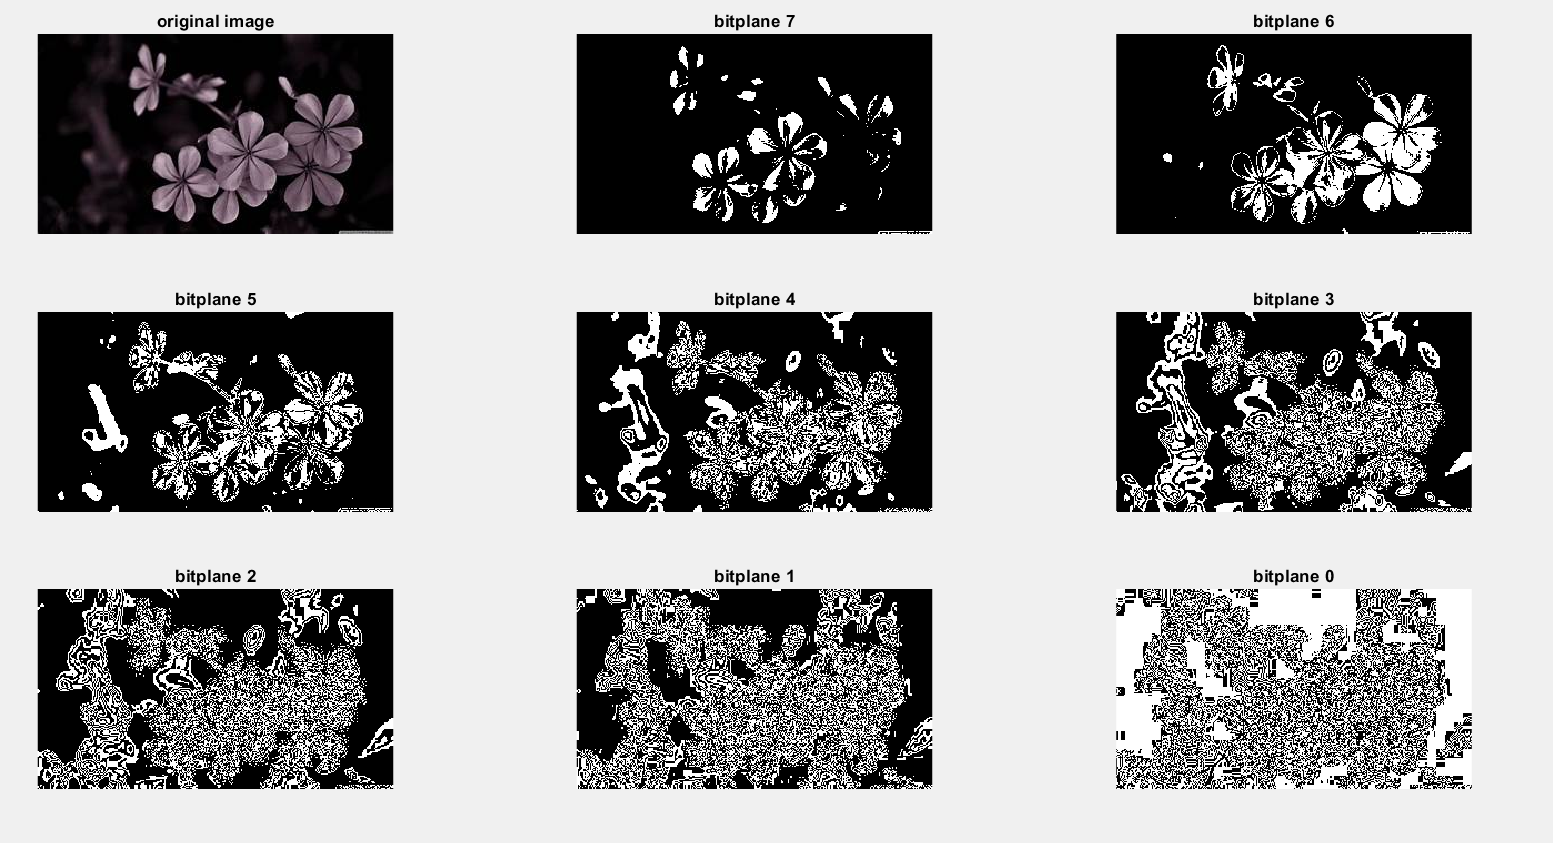 original image
bitplane 7
bitplane 6
bitplane 5
bitplane 4
bitplane 3
bitplane 2
bitplane 1
bitplane 0